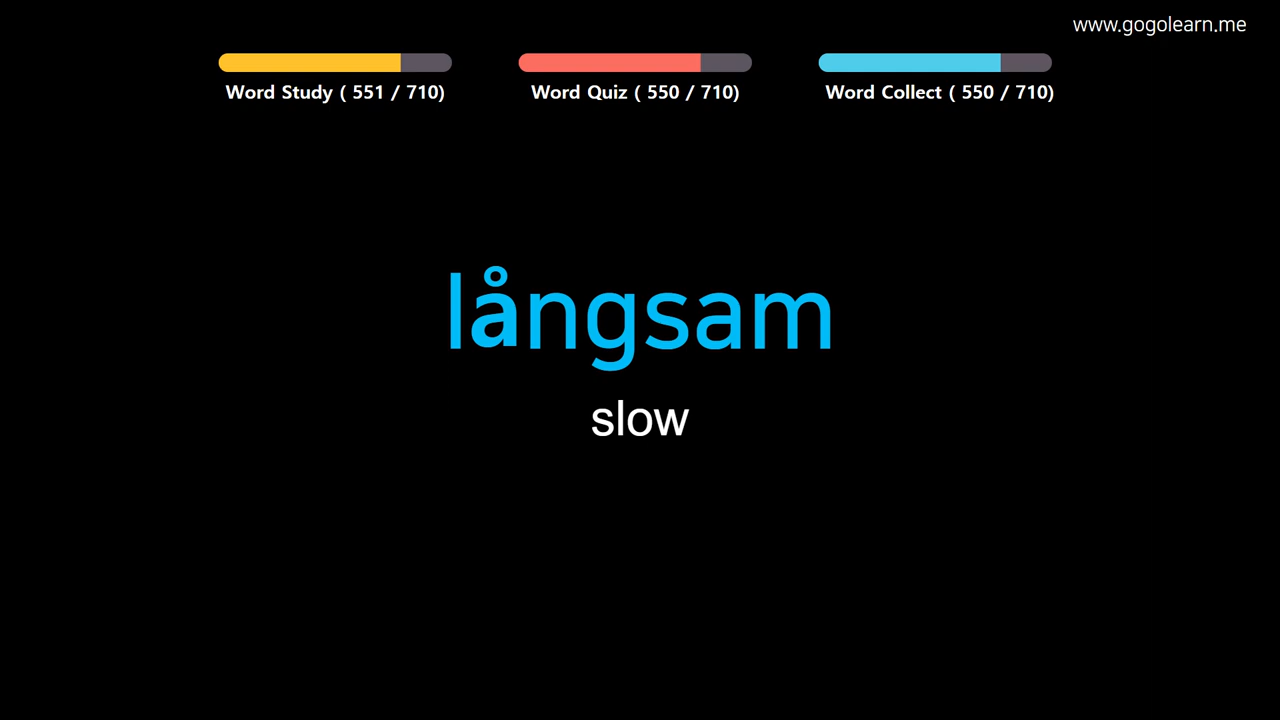 www.gogolearn.me
Word Study ( 551 / 710)
Word Quiz ( 550 / 710)
Word Collect ( 550 / 710)
långsam
slow